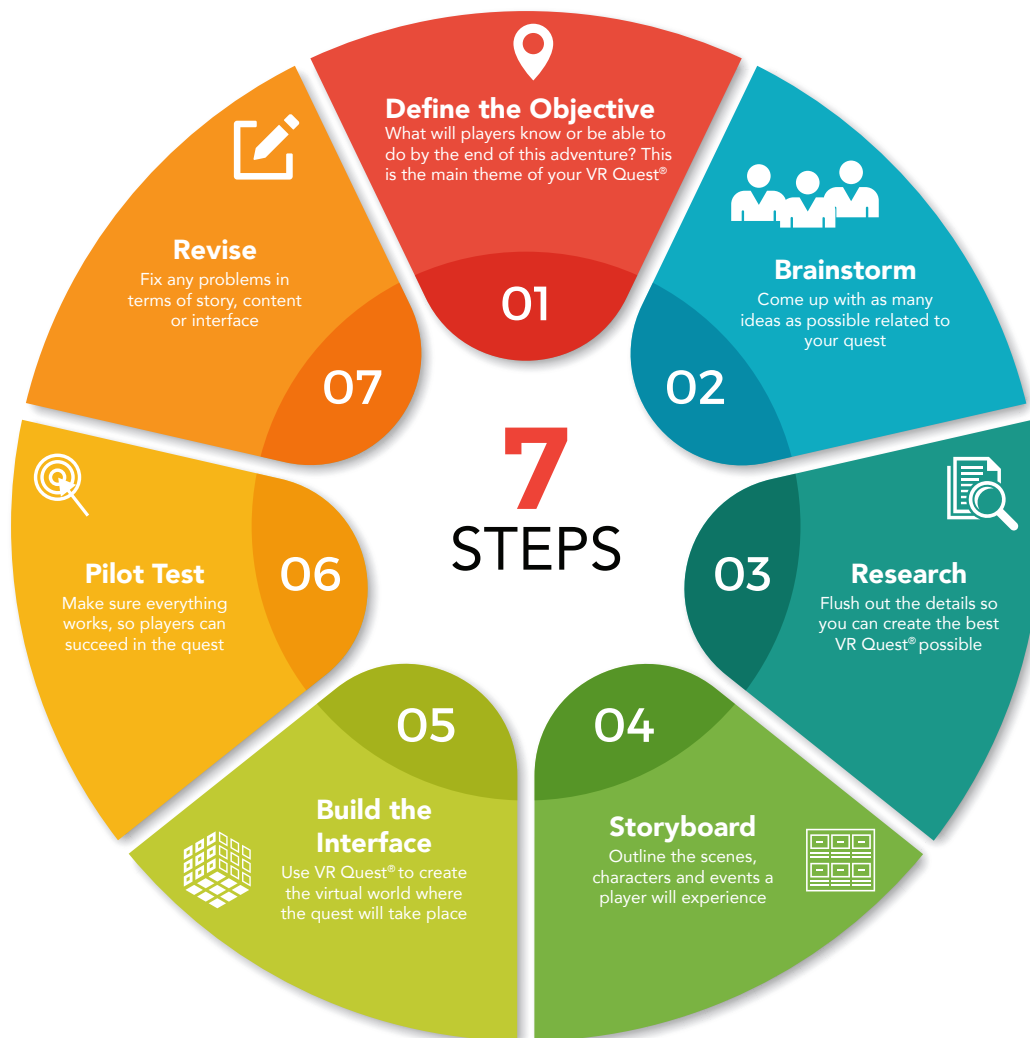 Define the Objective
What will players know or be able to
do by the end of this adventure? This
is the main theme of your VR Quest®
01
Brainstorm
Come up with as many
ideas as possible related to
your quest
02
Research
Flush out the details so
you can create the best
VR Quest® possible
03
Storyboard
Outline the scenes,
characters and events a
player will experience
04
Build the
Interface
Use VR Quest® to create
the virtual world where
the quest will take place
05
Pilot Test
Make sure everything
works, so players can
succeed in the quest
06
Revise
Fix any problems in
terms of story, content
or interface
07
7
STEPS